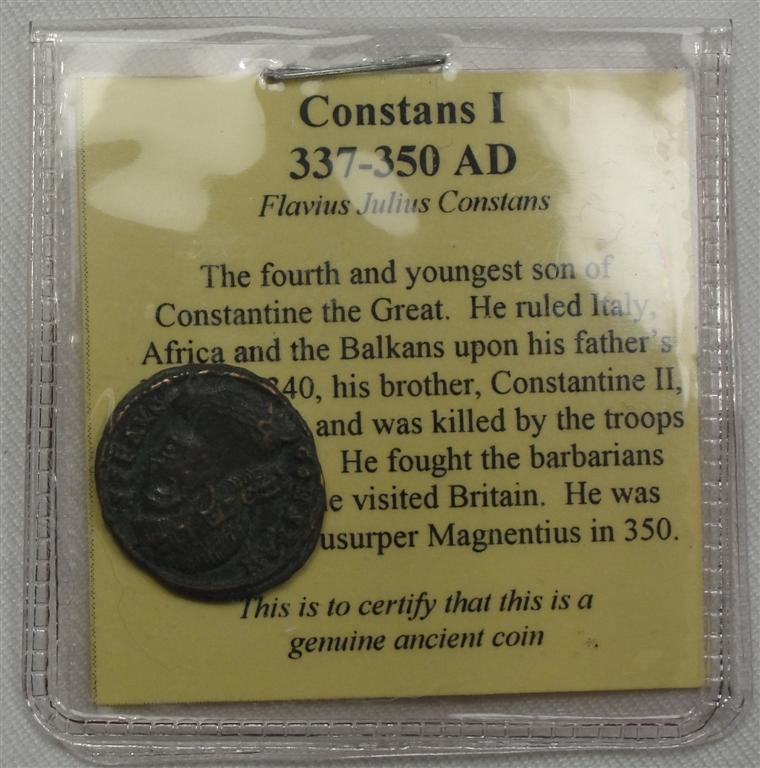 Constans I
337-350 AD
Flavius Julius Constans
The fourth and youngest son of
Constantine the Great. He ruled Italy,
Africa and the Balkans upon his father's
340, his brother, Constantine II,
and was killed by the troops
He fought the barbarians
visited Britain. He was
usurper Magnentius in 350.
This is to certify that this is a
genuine ancient coin